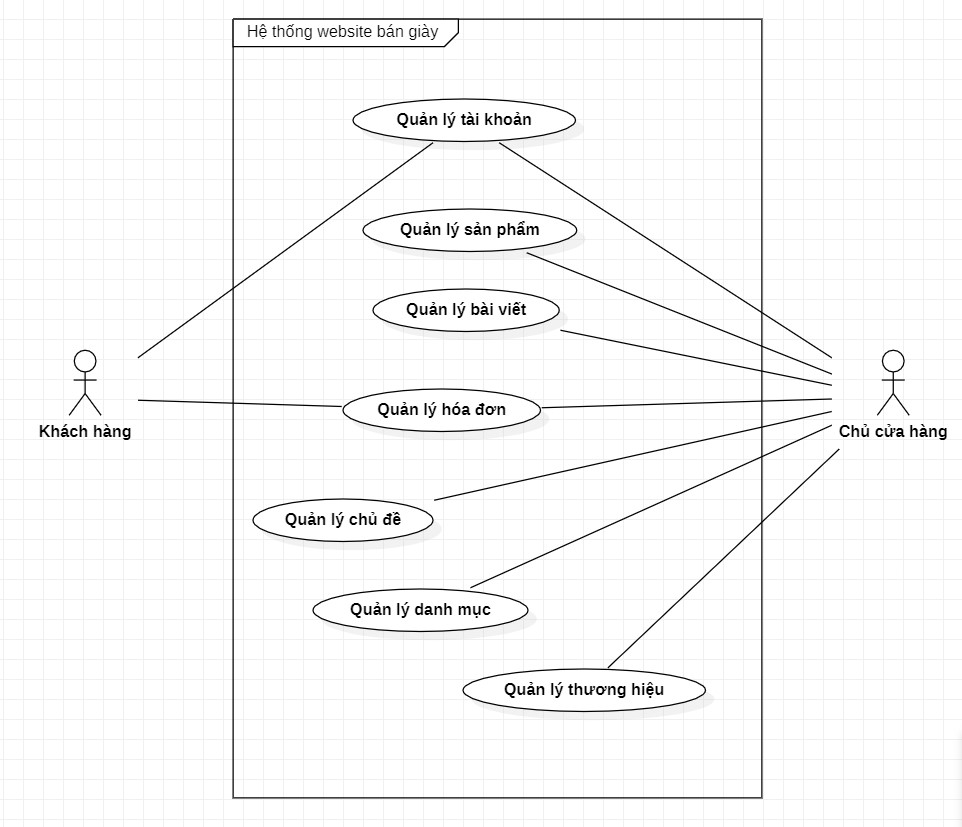 Hệ thống website bán giày
Quản lý tài khoản
Quản lý sản phẩm
Quản lý bài viết
Quản lý hóa đơn
Khách hàng
Chủ cửa hàng
Quản lý chủ đề
Quản lý danh mục
Quản lý thương hiệu